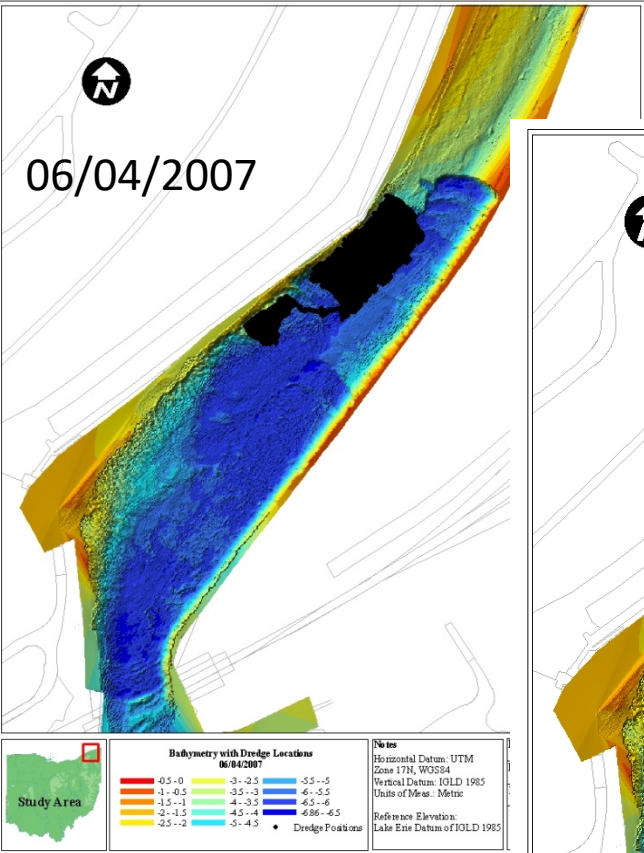 N
06/04/2007
Study Area
Bathymetry with Dredge Locations
06/04/2007
-0.5 - 0
-1 - -0.5
-1.5 - -1
-2 - -1.5
-2.5 - -2
-3 - -2.5
-3.5 - -3
-4 - -3.5
-4.5 - -4
-5 - -4.5
-5.5 - -5
-6 - -5.5
-6.5 - -6
-6.86 - -6.5
Dredge Positions
Notes
Horizontal Datum: UTM
Zone 17N, WGS84
Vertical Datum: IGLD 1985
Units of Meas.: Metric
Reference Elevation:
Lake Erie Datum of IGLD 1985